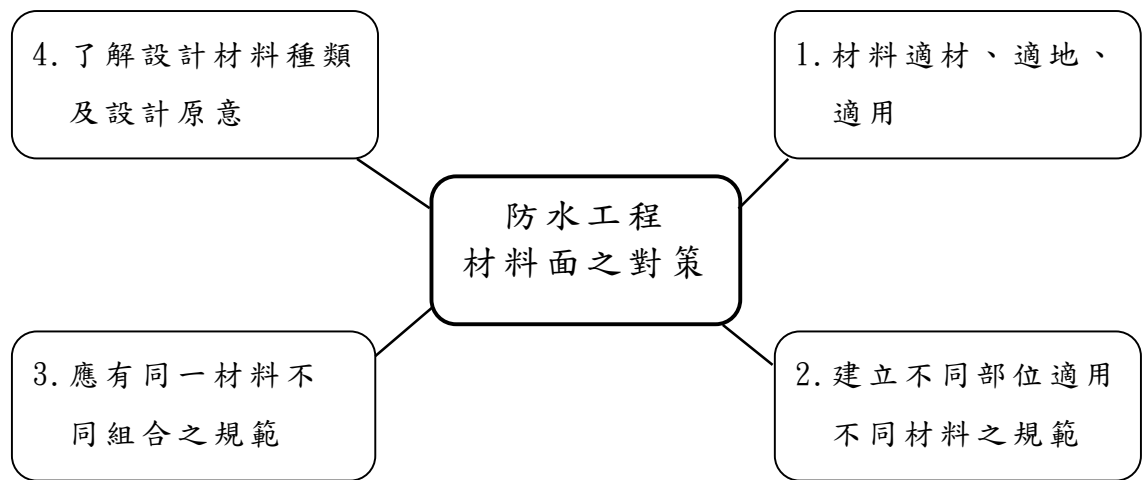 4.了解設計材料種類
及設計原意
1.材料適材、適地、
適用
防水工程
材料面之對策
3.應有同一材料不
同組合之規範
2.建立不同部位適用
不同材料之規範